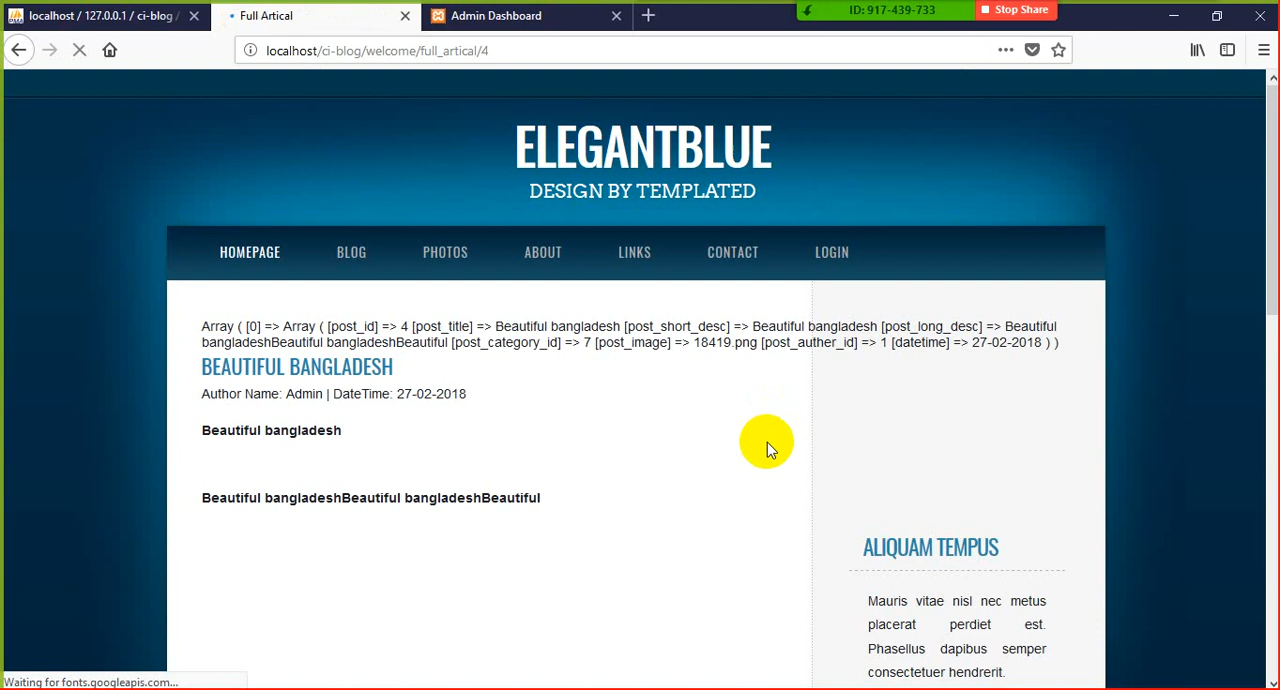 localhost / 127.0.0.1 / ci-blog /
Full Artical
Admin Dashboard
ID: 917-439-733
Stop Share
localhost/ci-blog/welcome/full_artical/4
ELEGANTBLUE
DESIGN BY TEMPLATED
HOMEPAGE BLOG PHOTOS ABOUT LINKS CONTACT LOGIN
Array ( [0] => Array ( [post_id] => 4 [post_title] => Beautiful bangladesh [post_short_desc] => Beautiful bangladesh [post_long_desc] => Beautiful
bangladeshBeautiful bangladeshBeautiful [post_category_id] => 7 [post_image] => 18419.png [post_auther_id] => 1 [datetime] => 27-02-2018 ) )
BEAUTIFUL BANGLADESH
Author Name: Admin | DateTime: 27-02-2018
Beautiful bangladesh
Beautiful bangladeshBeautiful bangladeshBeautiful
ALIQUAM TEMPUS
Mauris vitae nisl nec metus
placerat perdiet est.
Phasellus dapibus semper
consectetuer hendrerit.
Waiting for fonts.googleapis.com...